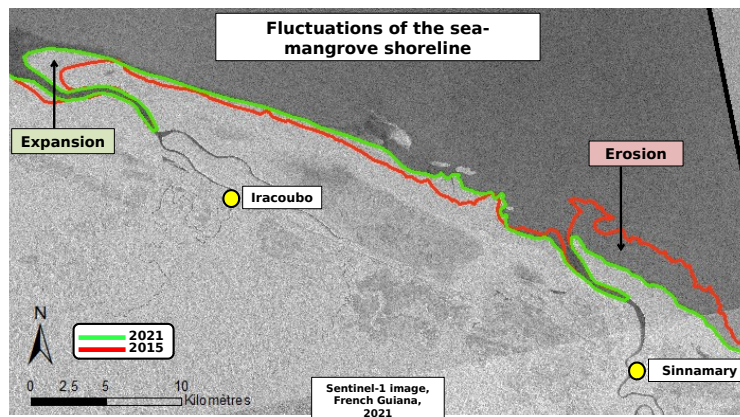 Fluctuations of the sea-
mangrove shoreline
Expansion
Erosion
Iracoubo
N
2021
2015
0 2,5 5 10
Kilomètres
Sentinel-1 image,
French Guiana,
2021
Sinnamary